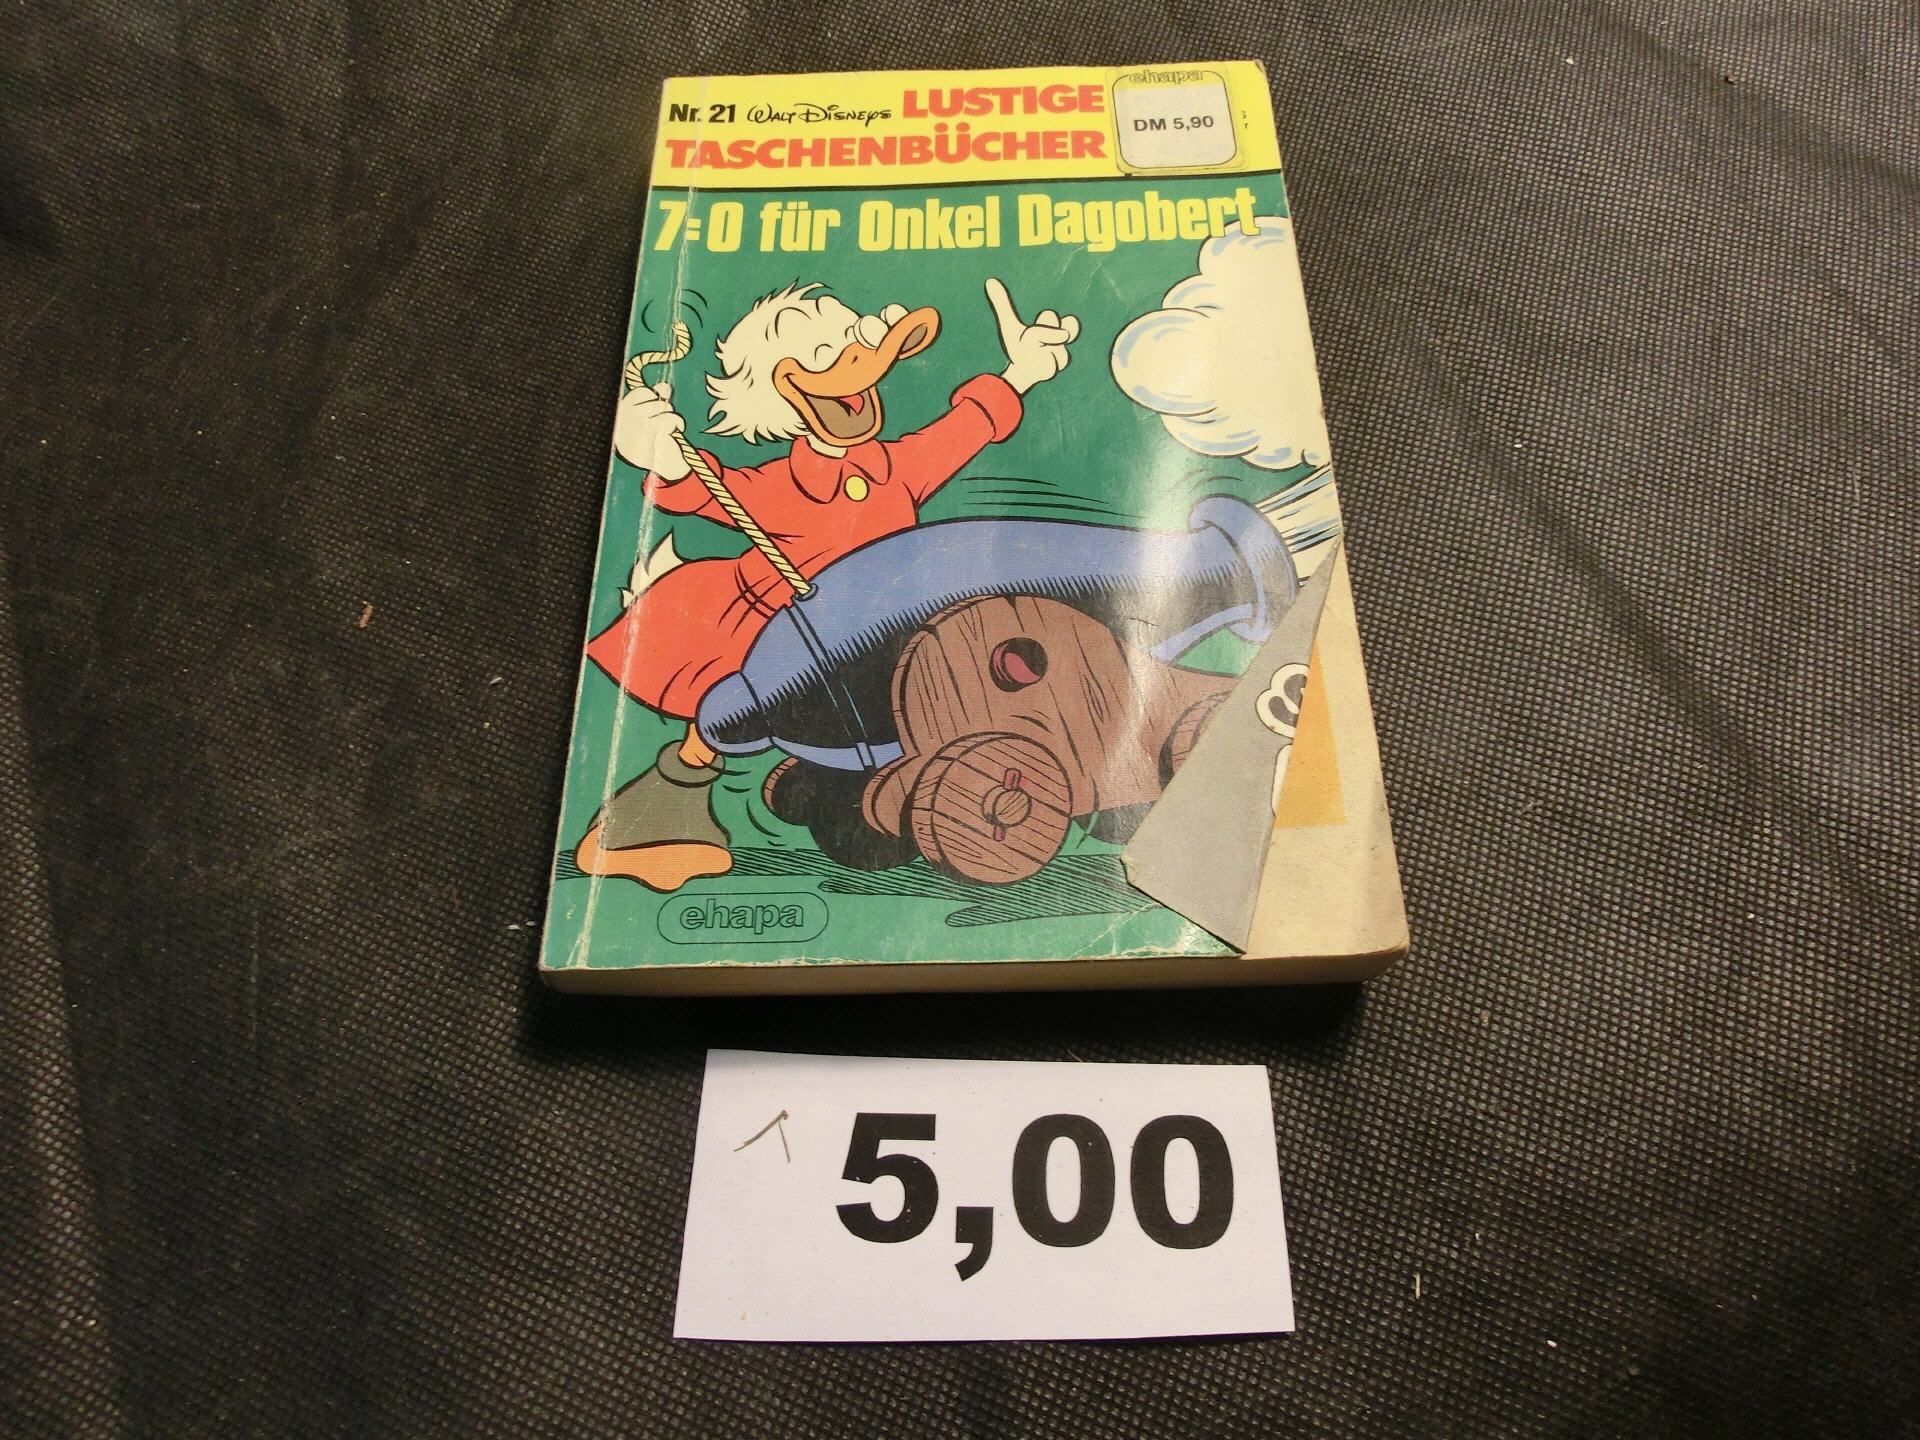 ehapa
Nr. 21 Walt Disneys LUSTIGE
TASCHENBÜCHER
DM 5,90
7:0 für Onkel Dagobert
ehapa
5,00